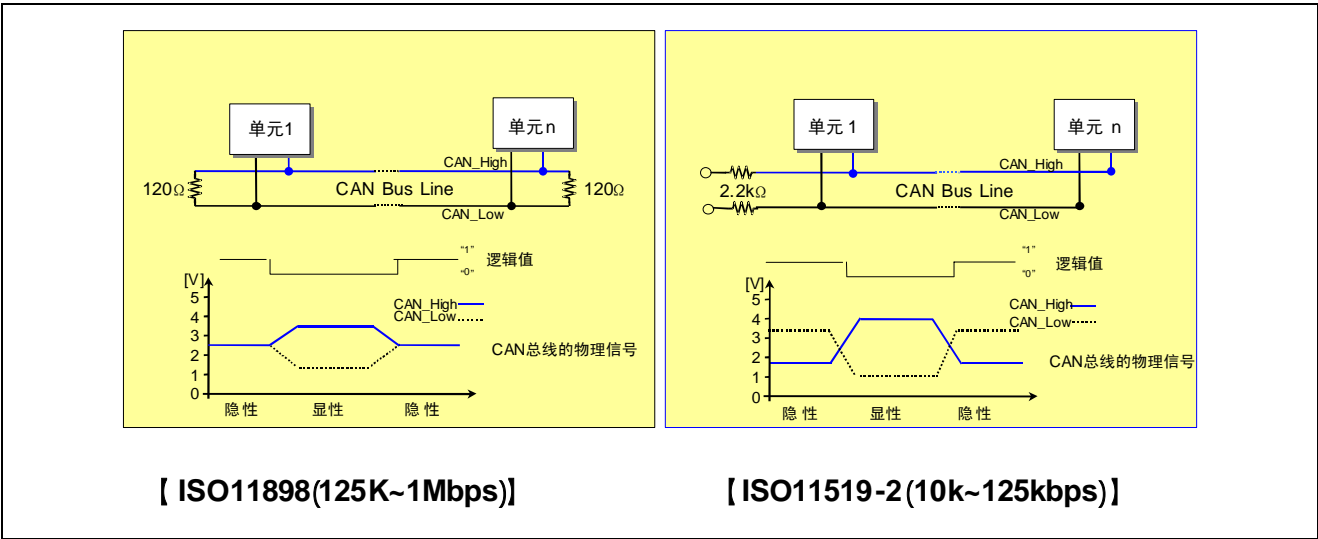 单元1
单元n
CAN_High
120Ω
CAN Bus Line
120Ω
CAN_Low
"1"
"0"
逻辑值
[V]
5
4
3
2
1
0
CAN_High
CAN_Low
CAN总线的物理信号
隐性
显性
隐性
【ISO11898(125K~1Mbps)】
单元 1
单元 n
CAN_High
2.2kΩ
CAN Bus Line
CAN_Low
"1"
"0"
逻辑值
[V]
5
4
3
2
1
0
CAN_High
CAN_Low
CAN总线的物理信号
隐性
显性
隐性
【ISO11519-2(10k~125kbps)】